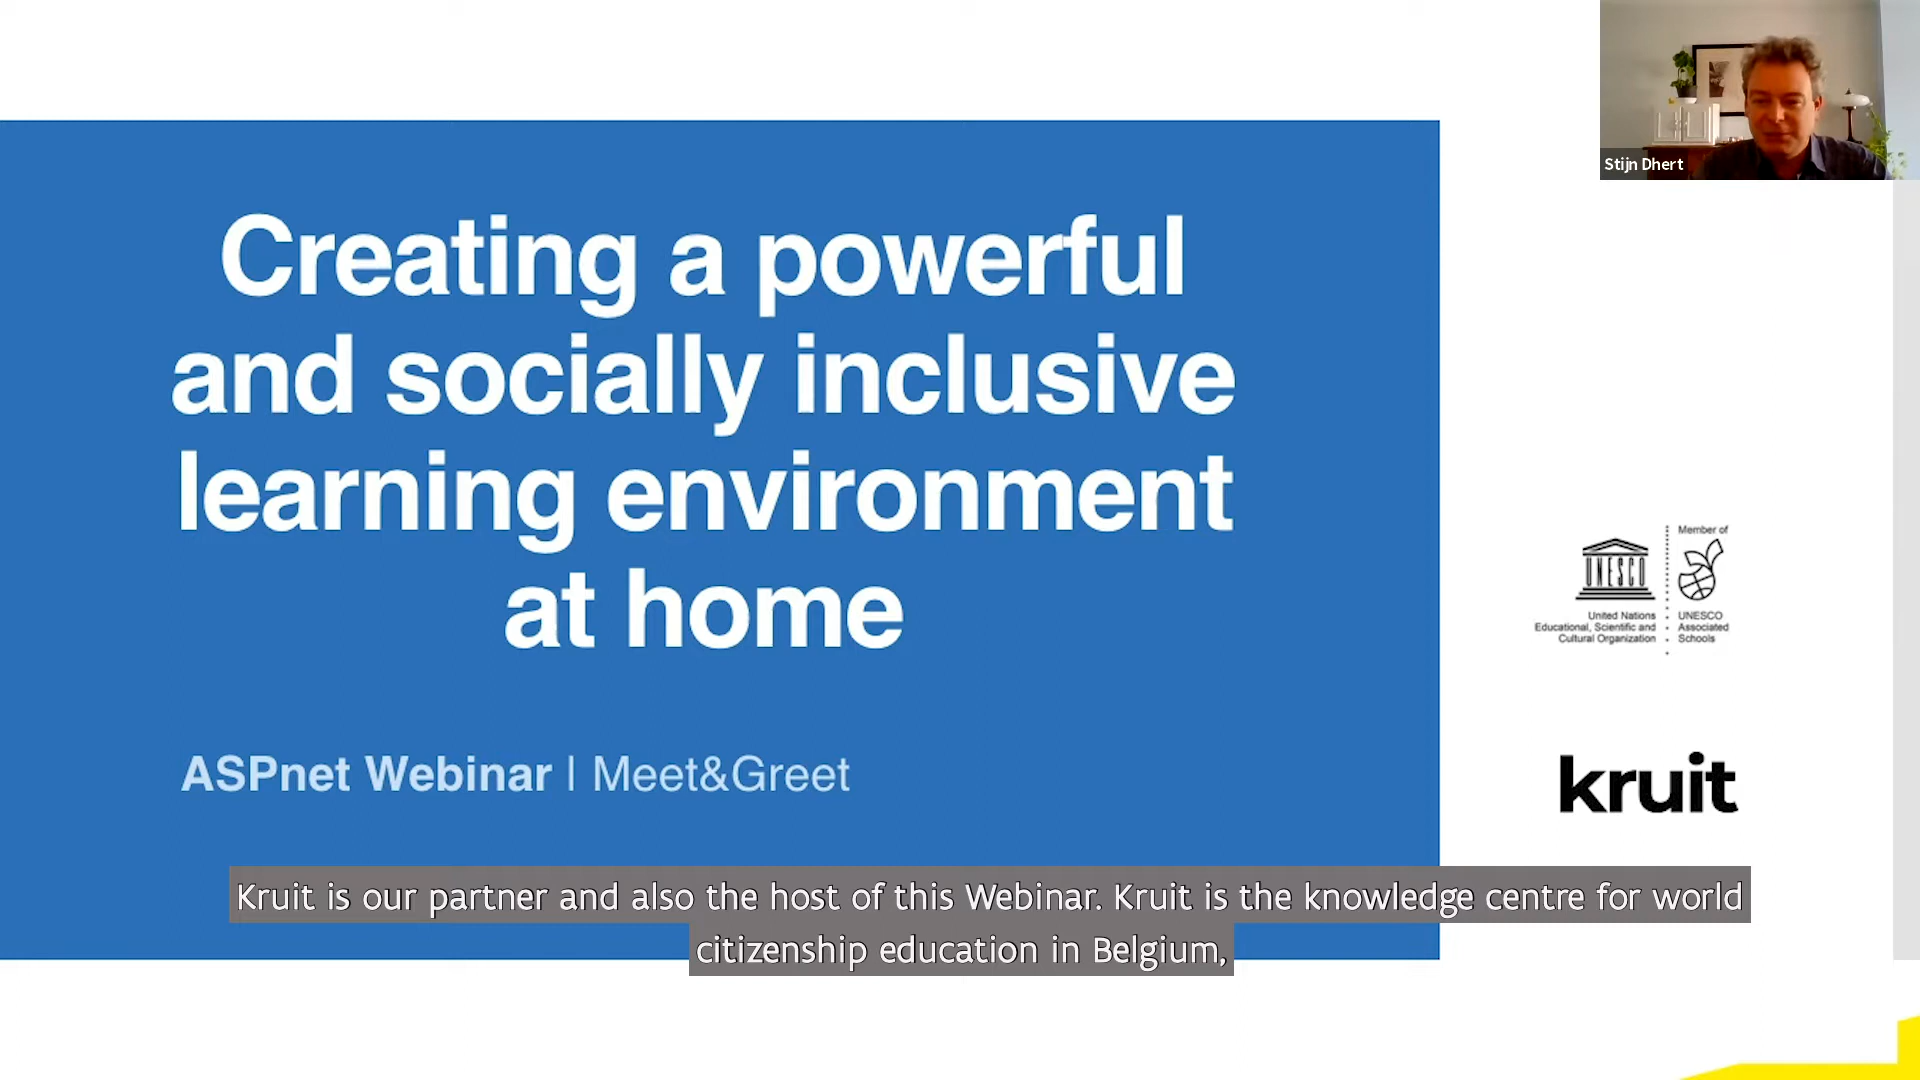 Stijn Dhert
Creating a powerful
and socially inclusive
learning environment
at home
ASPnet Webinar | Meet&Greet
UNESCO
United Nations
Educational, Scientific and
Cultural Organization
Member of
UNESCO
Associated
Schools
kruit
Kruit is our partner and also the host of this Webinar. Kruit is the knowledge centre for world
citizenship education in Belgium,